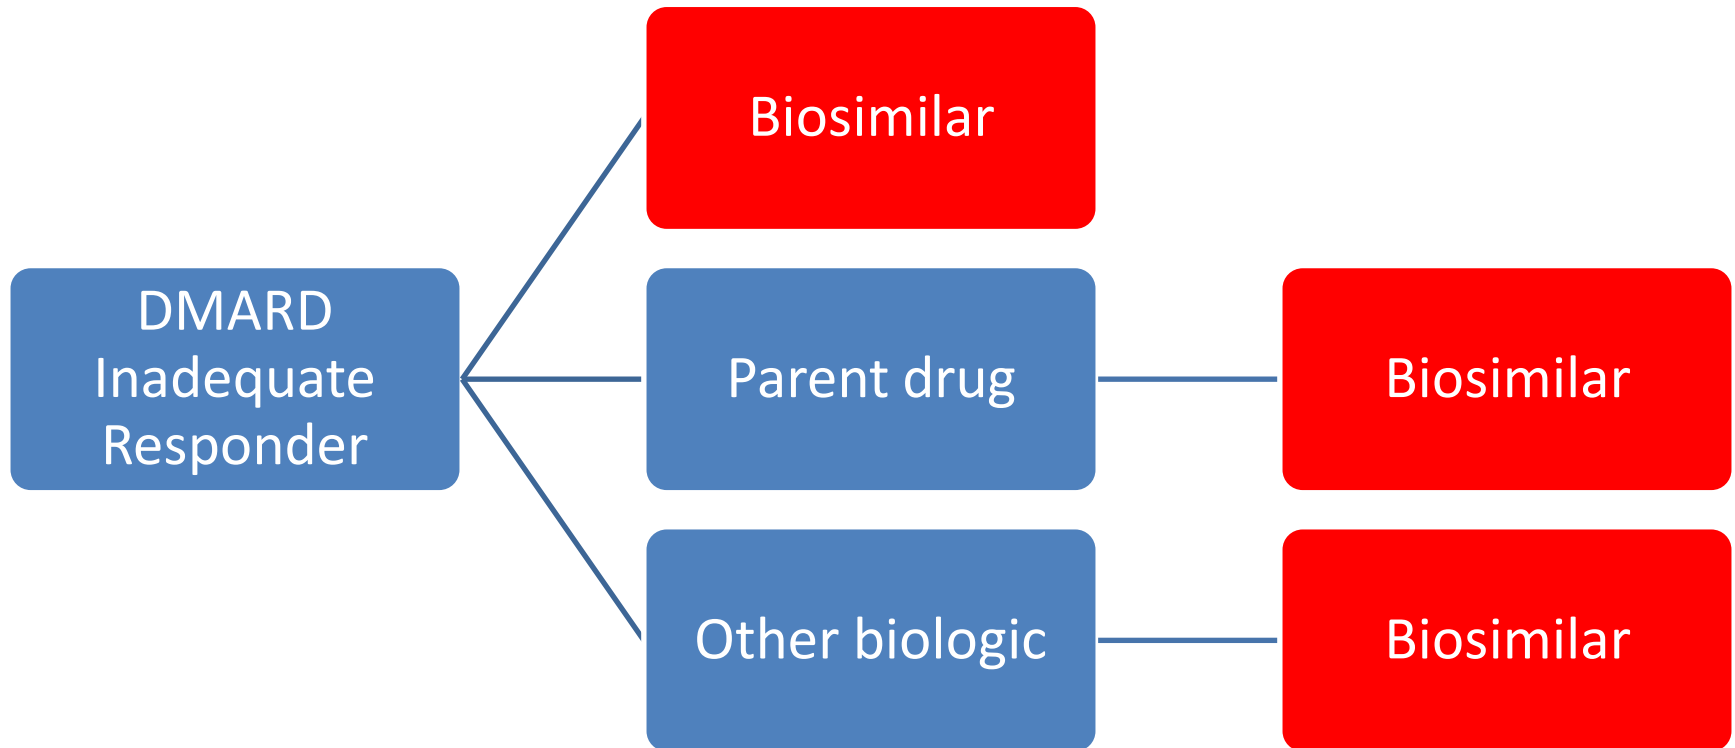 Biosimilar
DMARD
Inadequate
Responder
Parent drug
Biosimilar
Other biologic
Biosimilar